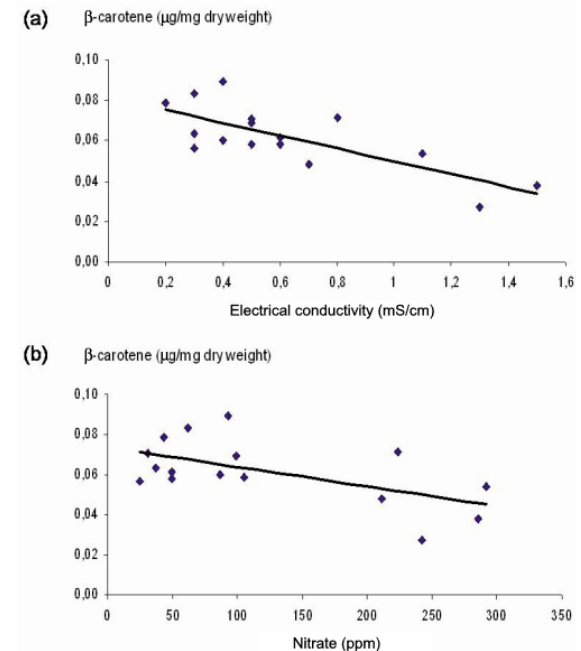 (a) β-carotene (µg/mg dryweight)
0,10
0,08
0,06
0,04
0,02
0,00
0 0,2 0,4 0,6 0,8 1 1,2 1,4 1,6
Electrical conductivity (mS/cm)
(b) β-carotene (µg/mg dryweight)
0,10
0,08
0,06
0,04
0,02
0,00
0 50 100 150 200 250 300 350
Nitrate (ppm)